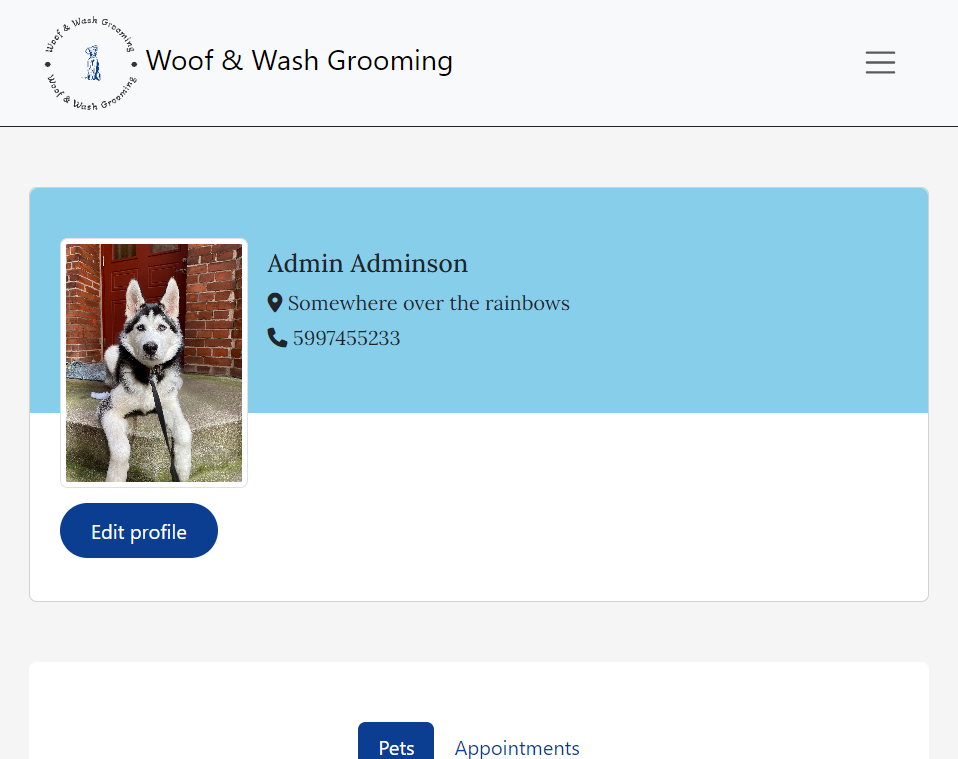 Woof & Wash Grooming
Woof & Wash Grooming
Woof & Wash Grooming
Admin Adminson
Somewhere over the rainbows
5997455233
Edit profile
Pets
Appointments